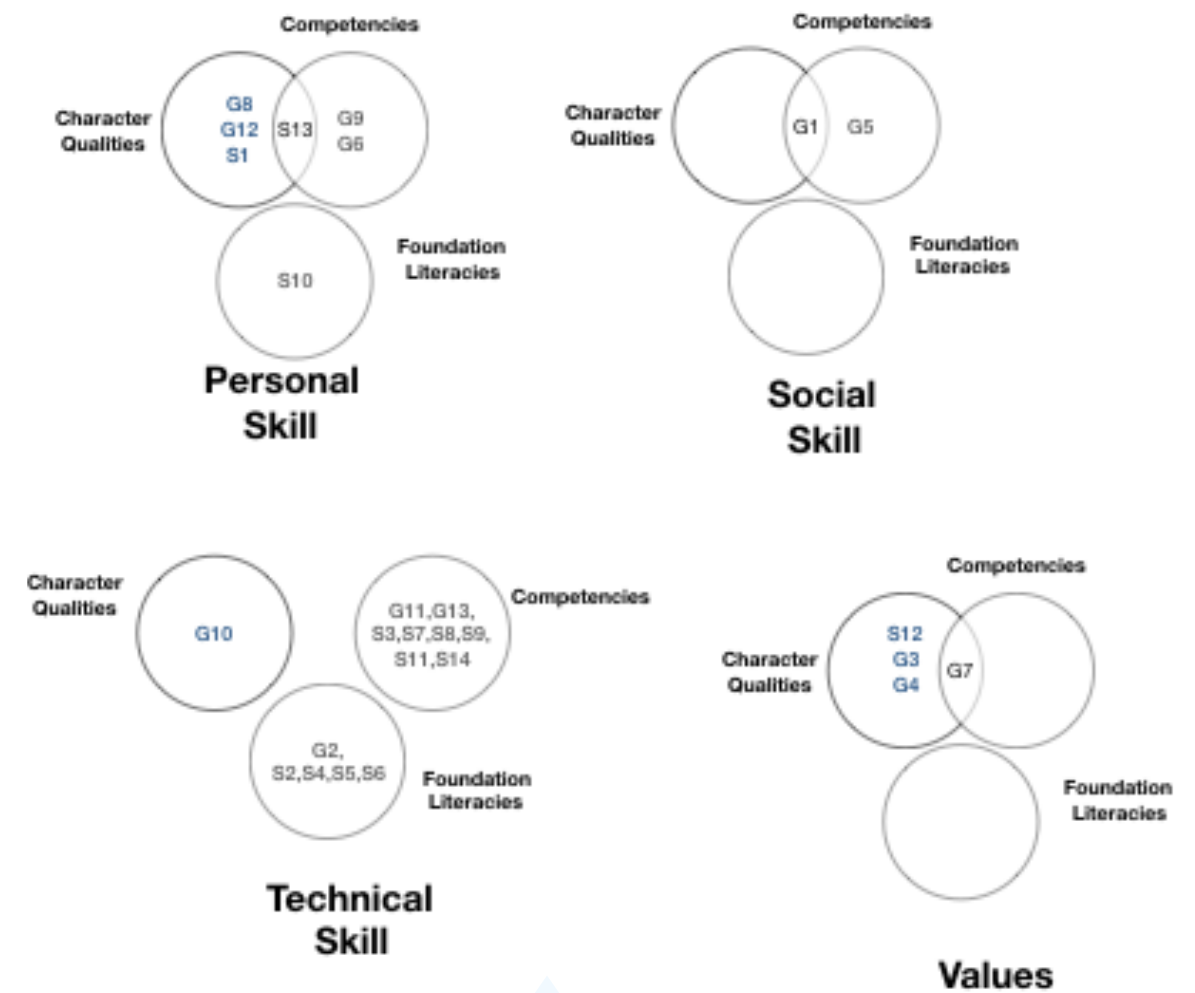 Competencies
Character
Qualities
G8
G12
S1
S13
G9
G6
Foundation
Literacies
S10
Personal
Skill
Competencies
Character
Qualities
G1
G5
Foundation
Literacies
Social
Skill
Character
Qualities
G10
Competencies
G11,G13,
S3,S7,S8,S9,
S11,S14
G2,
S2,S4,S5,S6
Foundation
Literacies
Technical
Skill
Competencies
Character
Qualities
S12
G3
G4
G7
Foundation
Literacies
Values